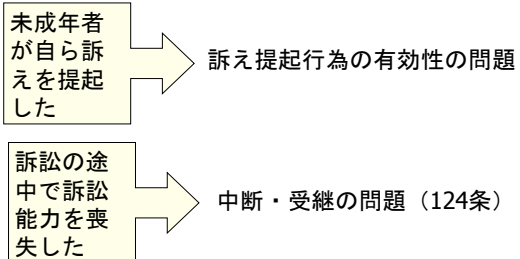 未成年者
が自ら訴
えを提起
した
訴え提起行為の有効性の問題
訴訟の途
中で訴訟
能力を喪
失した
中断・受継の問題（124条）